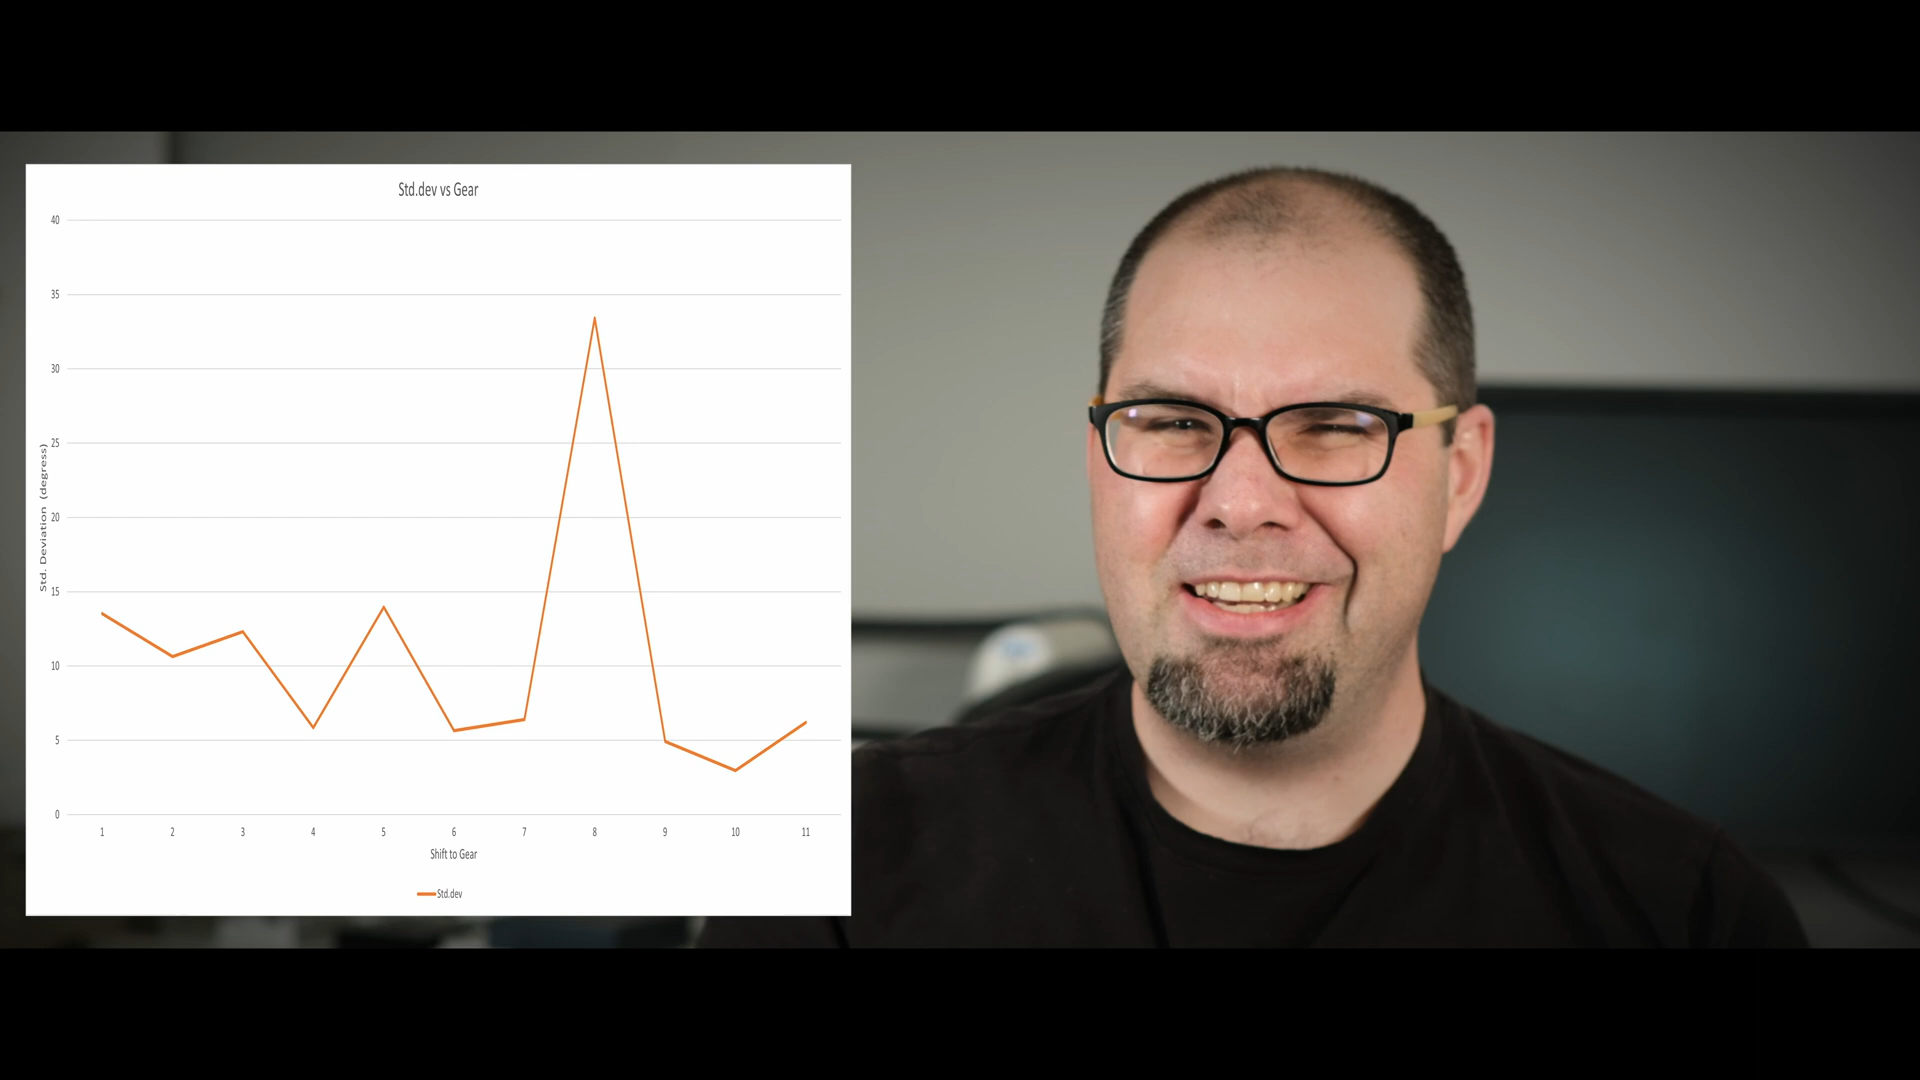 Std.dev vs Gear
40
35
30
25
20
15
10
5
0
Std. Deviation (degress)
1 2 3 4 5 6 7 8 9 10 11
Shift to Gear
Std.dev